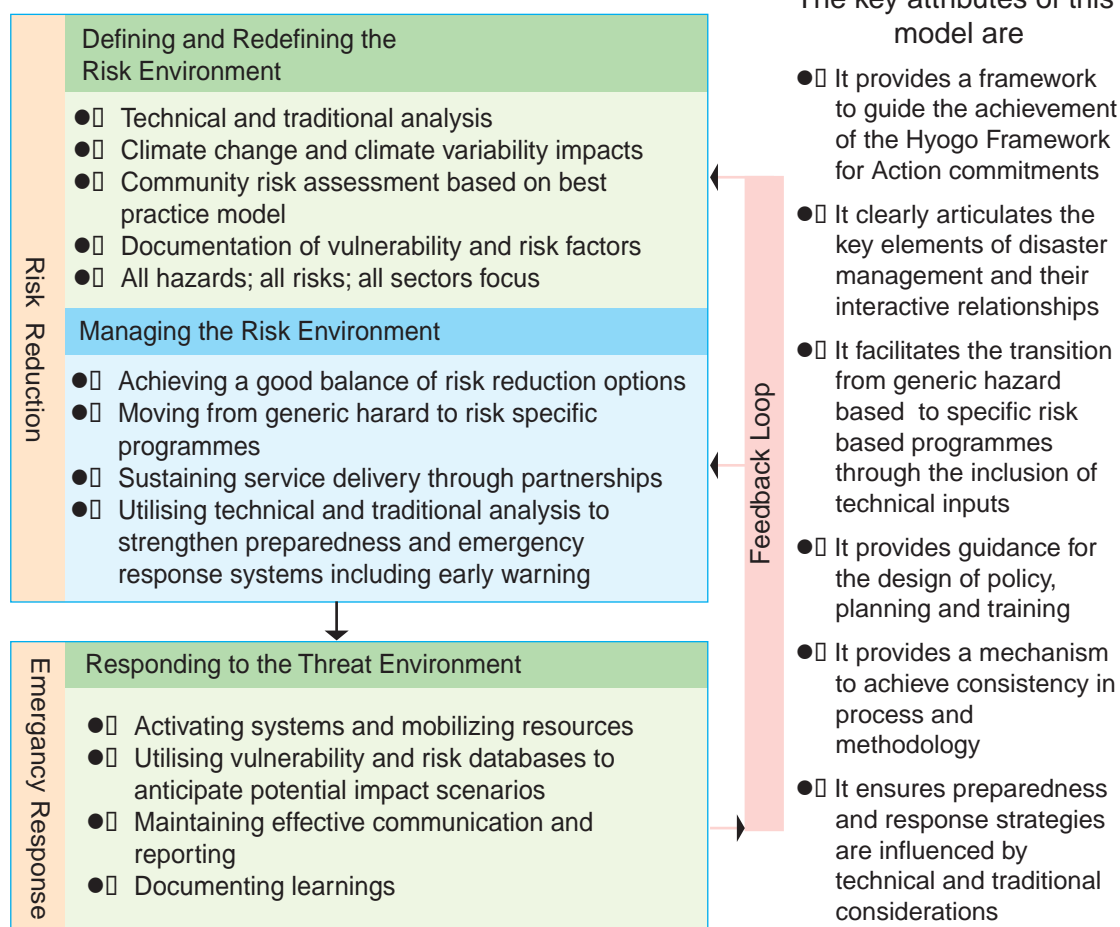 Defining and Redefining the
Risk Environment
● Technical and traditional analysis
● Climate change and climate variability impacts
● Community risk assessment based on best
practice model
● Documentation of vulnerability and risk factors
● All hazards; all risks; all sectors focus
Risk Reduction
Managing the Risk Environment
● Achieving a good balance of risk reduction options
● Moving from generic harard to risk specific
programmes
● Sustaining service delivery through partnerships
● Utilising technical and traditional analysis to
strengthen preparedness and emergency
response systems including early warning
Emergancy Response
Responding to the Threat Environment
● Activating systems and mobilizing resources
● Utilising vulnerability and risk databases to
anticipate potential impact scenarios
● Maintaining effective communication and
reporting
● Documenting learnings
Feedback Loop
The key attributes of this
model are
● It provides a framework
to guide the achievement
of the Hyogo Framework
for Action commitments
● It clearly articulates the
key elements of disaster
management and their
interactive relationships
● It facilitates the transition
from generic hazard
based to specific risk
based programmes
through the inclusion of
technical inputs
● It provides guidance for
the design of policy,
planning and training
● It provides a mechanism
to achieve consistency in
process and
methodology
● It ensures preparedness
and response strategies
are influenced by
technical and traditional
considerations